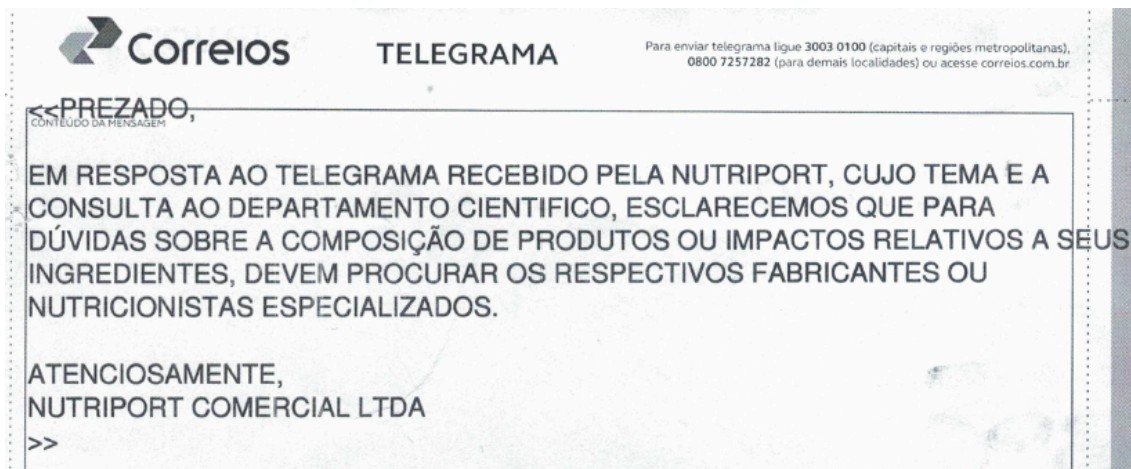 Correios
TELEGRAMA
Para enviar telegrama ligue 3003 0100 (capitais e regiões metropolitanas),
0800 7257282 (para demais localidades) ou acesse correios.com.br
<<PREZADO,
CONTEÚDO DA MENSAGEM
EM RESPOSTA AO TELEGRAMA RECEBIDO PELA NUTRIPORT, CUJO TEMA E A
CONSULTA AO DEPARTAMENTO CIENTIFICO, ESCLARECEMOS QUE PARA
DÚVIDAS SOBRE A COMPOSIÇÃO DE PRODUTOS OU IMPACTOS RELATIVOS A SEUS
INGREDIENTES, DEVEM PROCURAR OS RESPECTIVOS FABRICANTES OU
NUTRICIONISTAS ESPECIALIZADOS.
ATENCIOSAMENTE,
NUTRIPORT COMERCIAL LTDA
>>